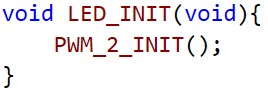 void LED_INIT(void){
    PWM_2_INIT();
}